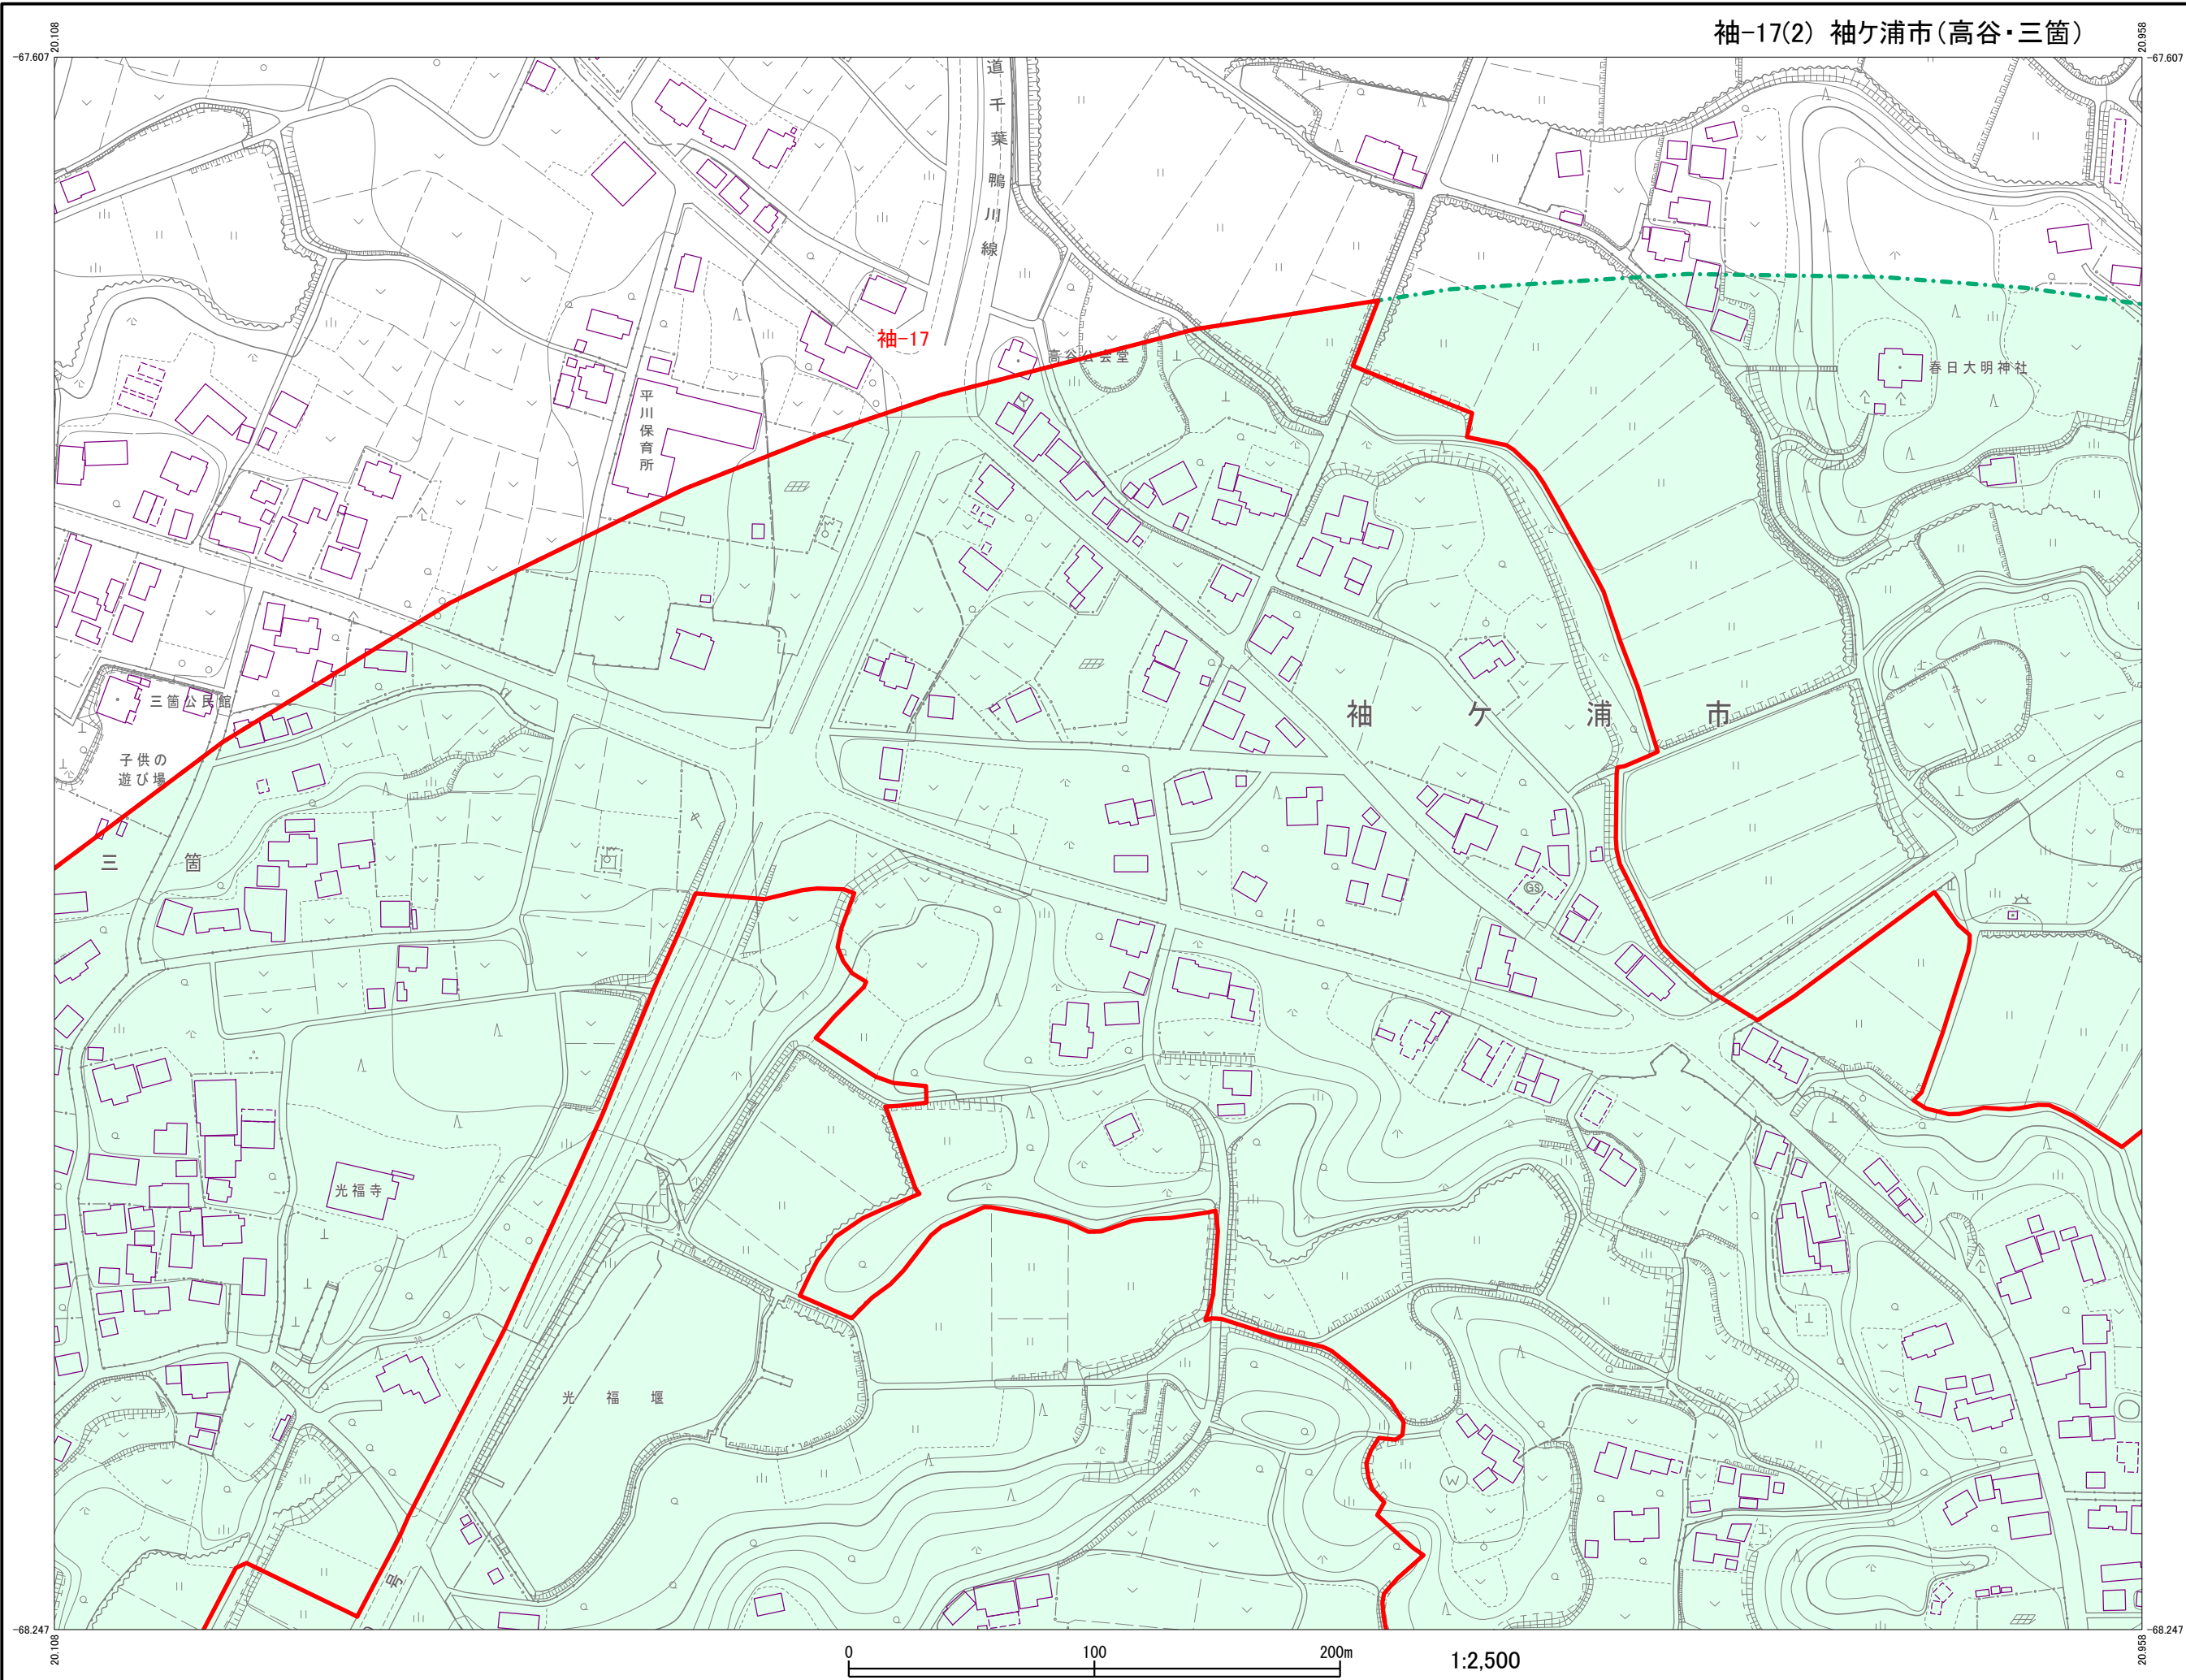 袖-17(2) 袖ケ浦市(高谷・三箇)
20.108
20.958
-67.607
-67.607
道千葉鴨川線
袖-17
高谷公会堂
春日大明神社
平川保育所
三箇公民館
袖ケ浦市
子供の
遊び場
三箇
GS
光福寺
光福堰
W
号
-68.247
-68.247
20.108
20.958
0 100 200m
1:2,500